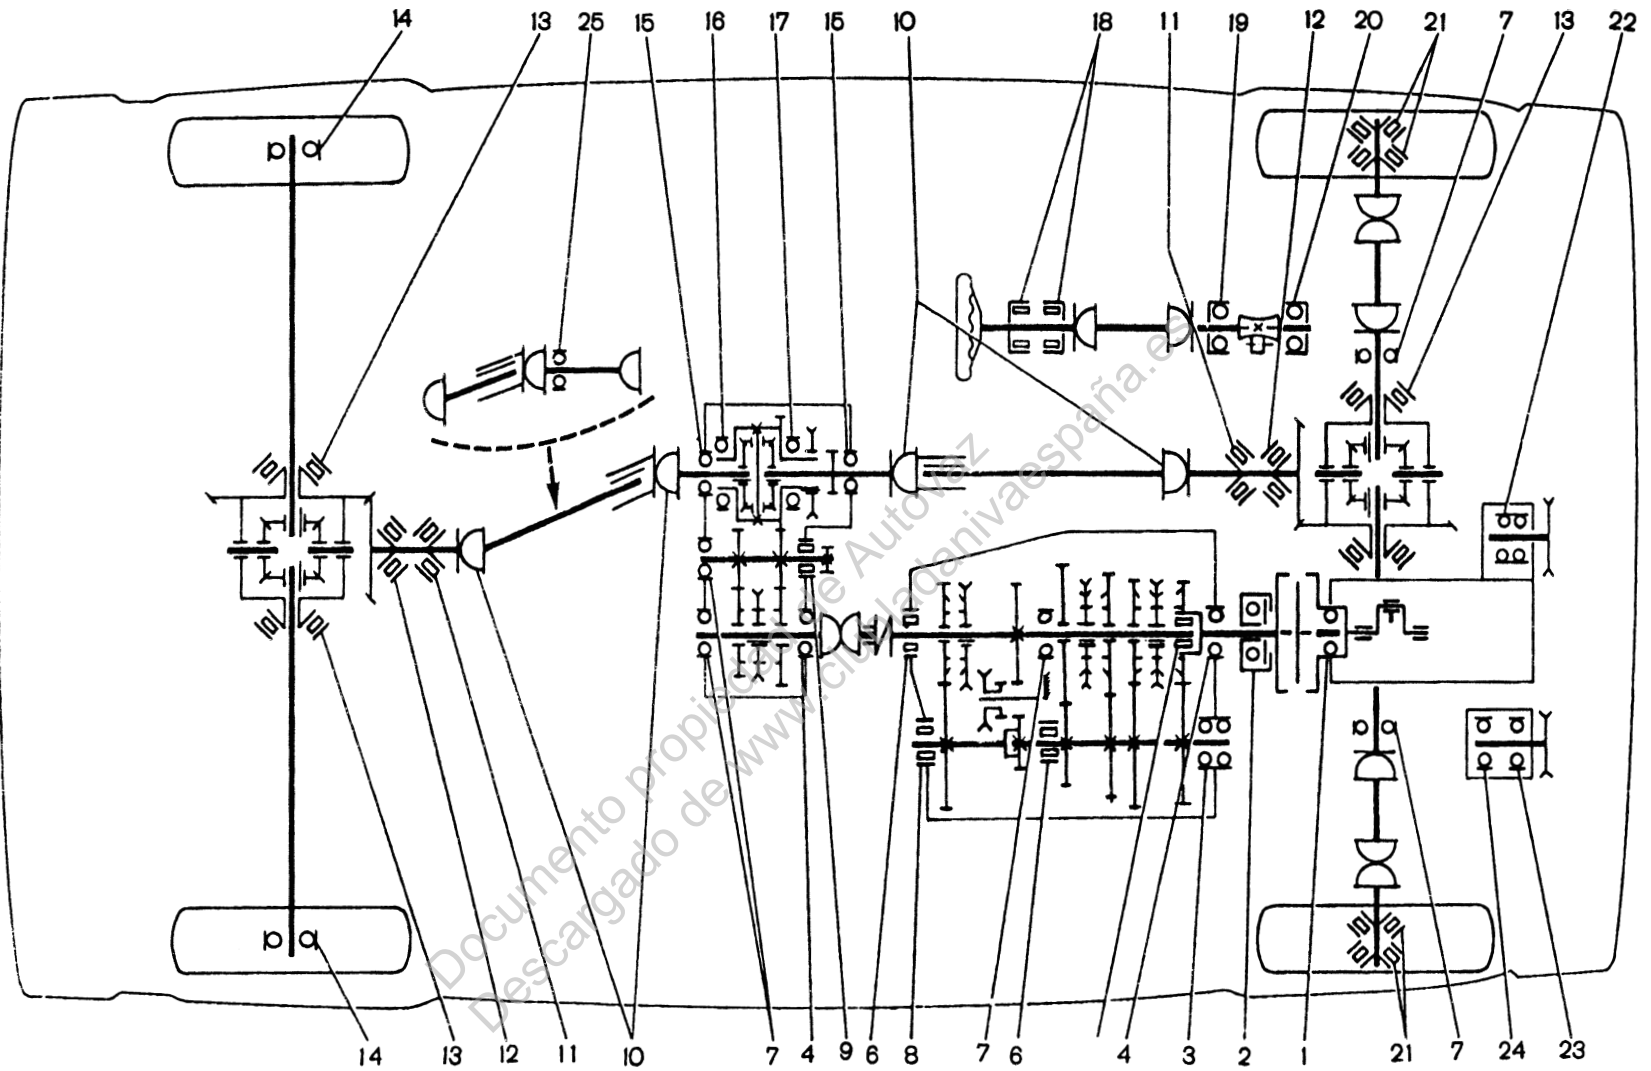 14 13 25 15 16 17 15 10 18 11 19 12 20 21 7 13 22
Documento propiedad de Autovaz
Descargado de www.clubladanivaespaña.es
14 13 12 11 10 7 4 9 6 8 7 6 4 3 2 1 21 7 24 23